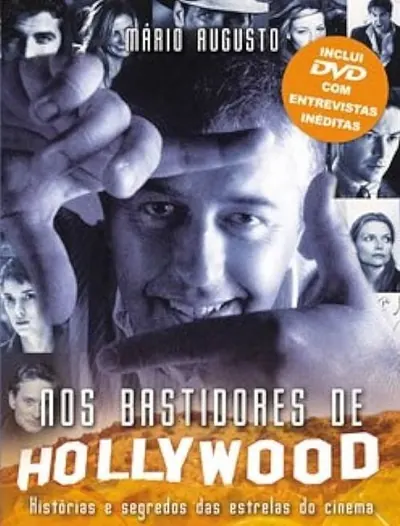 MÁRIO AUGUSTO
INCLUI
DVD
COM
ENTREVISTAS
INÉDITAS
NOS BASTIDORES DE
HOLLYWOOD
Histórias e segredos das estrelas do cinema